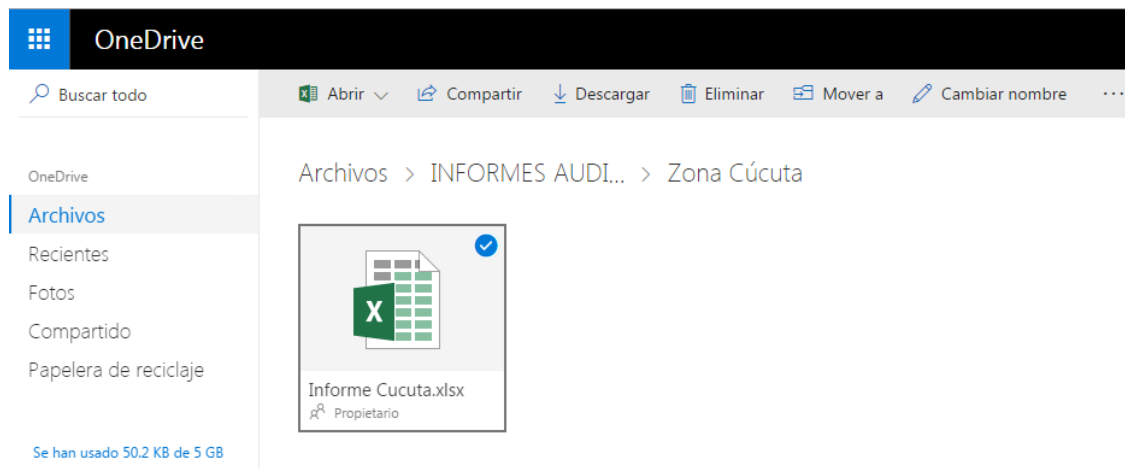 OneDrive
Buscar todo
Abrir Compartir Descargar Eliminar Mover a Cambiar nombre ...
Archivos > INFORMES AUDI... > Zona Cúcuta
OneDrive
Archivos
Recientes
Fotos
Compartido
Papelera de reciclaje
Se han usado 50.2 KB de 5 GB
X
Informe Cucuta.xlsx
Propietario